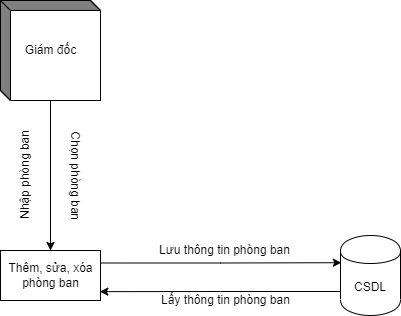 Giám đốc
Nhập phòng ban
Chọn phòng ban
Lưu thông tin phòng ban
Thêm, sửa, xóa
phòng ban
CSDL
Lấy thông tin phòng ban